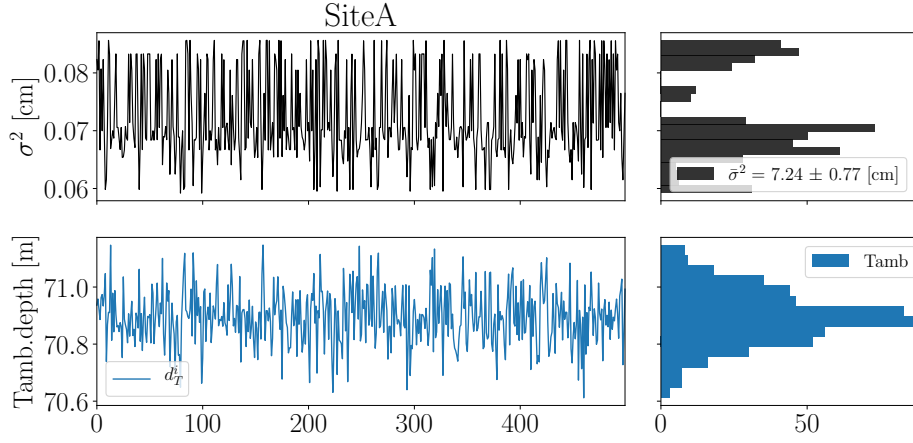 SiteA
σ² [cm]
0.08
0.07
0.06
σ̄² = 7.24 ± 0.77 [cm]
Tamb.depth [m]
71.0
70.8
70.6
d_T^i
Tamb
0 100 200 300 400
0 50